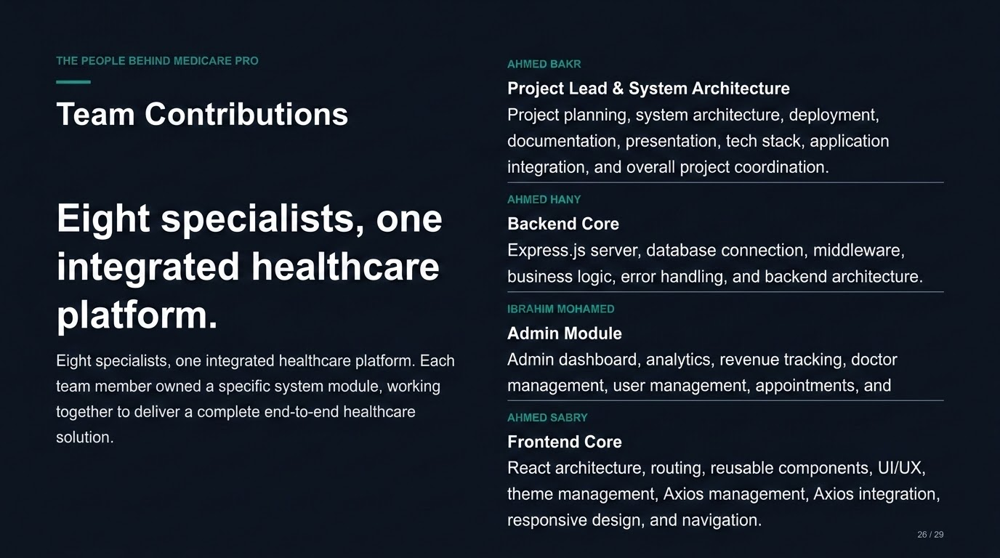 THE PEOPLE BEHIND MEDICARE PRO
Team Contributions
Eight specialists, one
integrated healthcare
platform.
Eight specialists, one integrated healthcare platform. Each
team member owned a specific system module, working
together to deliver a complete end-to-end healthcare
solution.
AHMED BAKR
Project Lead & System Architecture
Project planning, system architecture, deployment,
documentation, presentation, tech stack, application
integration, and overall project coordination.
AHMED HANY
Backend Core
Express.js server, database connection, middleware,
business logic, error handling, and backend architecture.
IBRAHIM MOHAMED
Admin Module
Admin dashboard, analytics, revenue tracking, doctor
management, user management, appointments, and
AHMED SABRY
Frontend Core
React architecture, routing, reusable components, UI/UX,
theme management, Axios management, Axios integration,
responsive design, and navigation.
26 / 29